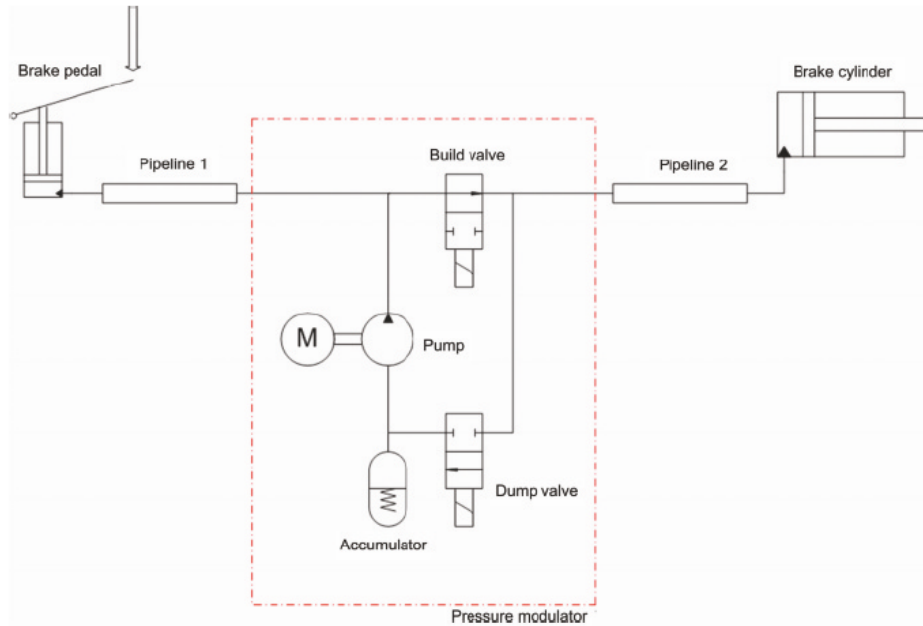 Brake pedal
Brake cylinder
Build valve
Pipeline 1
Pipeline 2
M
Pump
Dump valve
Accumulator
Pressure modulator